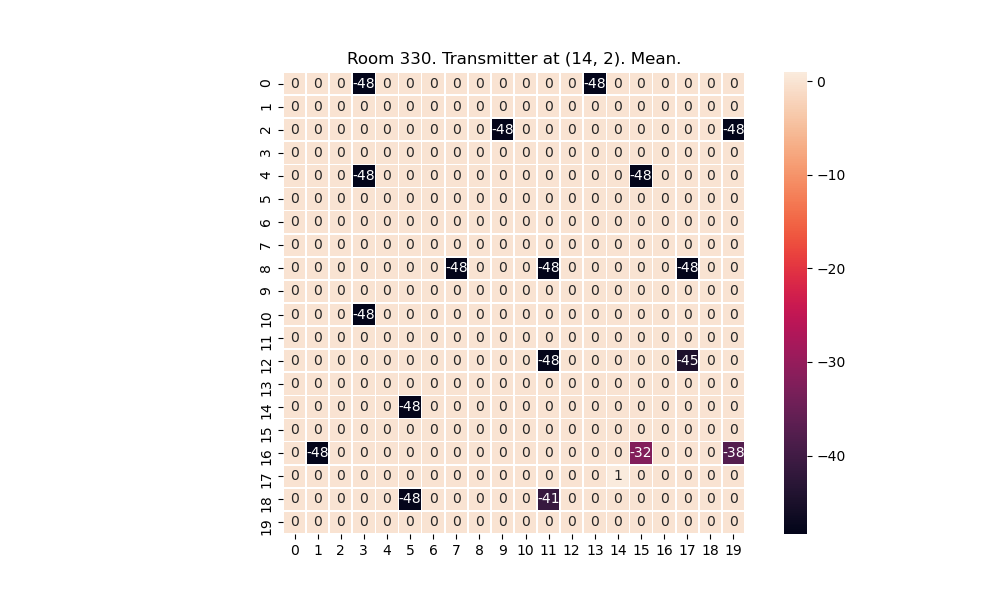 Room 330. Transmitter at (14, 2). Mean.
0 0 0 0 -48 0 0 0 0 0 0 0 0 0 -48 0 0 0 0 0 0
1 0 0 0 0 0 0 0 0 0 0 0 0 0 0 0 0 0 0 0 0
2 0 0 0 0 0 0 0 0 0 -48 0 0 0 0 0 0 0 0 0 -48
3 0 0 0 0 0 0 0 0 0 0 0 0 0 0 0 0 0 0 0 0
4 0 0 0 -48 0 0 0 0 0 0 0 0 0 0 0 -48 0 0 0 0
5 0 0 0 0 0 0 0 0 0 0 0 0 0 0 0 0 0 0 0 0
6 0 0 0 0 0 0 0 0 0 0 0 0 0 0 0 0 0 0 0 0
7 0 0 0 0 0 0 0 0 0 0 0 0 0 0 0 0 0 0 0 0
8 0 0 0 0 0 0 0 -48 0 0 0 -48 0 0 0 0 0 -48 0 0
9 0 0 0 0 0 0 0 0 0 0 0 0 0 0 0 0 0 0 0 0
10 0 0 0 -48 0 0 0 0 0 0 0 0 0 0 0 0 0 0 0 0
11 0 0 0 0 0 0 0 0 0 0 0 0 0 0 0 0 0 0 0 0
12 0 0 0 0 0 0 0 0 0 0 0 -48 0 0 0 0 0 -45 0 0
13 0 0 0 0 0 0 0 0 0 0 0 0 0 0 0 0 0 0 0 0
14 0 0 0 0 0 -48 0 0 0 0 0 0 0 0 0 0 0 0 0 0
15 0 0 0 0 0 0 0 0 0 0 0 0 0 0 0 0 0 0 0 0
16 0 -48 0 0 0 0 0 0 0 0 0 0 0 0 0 -32 0 0 0 -38
17 0 0 0 0 0 0 0 0 0 0 0 0 0 0 1 0 0 0 0 0
18 0 0 0 0 0 -48 0 0 0 0 0 -41 0 0 0 0 0 0 0 0
19 0 0 0 0 0 0 0 0 0 0 0 0 0 0 0 0 0 0 0 0
0 1 2 3 4 5 6 7 8 9 10 11 12 13 14 15 16 17 18 19
0
−10
−20
−30
−40